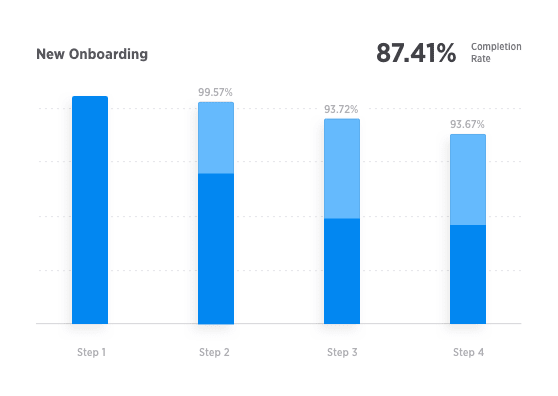 New Onboarding
87.41%
Completion
Rate
99.57%
93.72%
93.67%
Step 1
Step 2
Step 3
Step 4